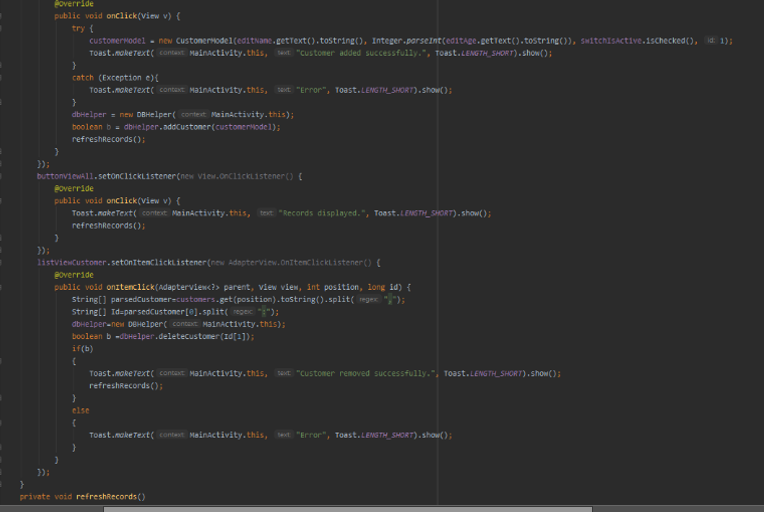 @Override
public void onClick(View v) {
try {
customerModel = new CustomerModel(editName.getText().toString(), Integer.parseInt(editAge.getText().toString()), switchIsActive.isChecked(), id: 1);
Toast.makeText( context: MainActivity.this, text: "Customer added successfully.", Toast.LENGTH_SHORT).show();
}
catch (Exception e){
Toast.makeText( context: MainActivity.this, text: "Error", Toast.LENGTH_SHORT).show();
}
dbHelper = new DBHelper( context: MainActivity.this);
boolean b = dbHelper.addCustomer(customerModel);
refreshRecords();
}
});
buttonViewAll.setOnClickListener(new View.OnClickListener() {
@Override
public void onClick(View v) {
Toast.makeText( context: MainActivity.this, text: "Records displayed.", Toast.LENGTH_SHORT).show();
refreshRecords();
}
});
listViewCustomer.setOnItemClickListener(new AdapterView.OnItemClickListener() {
@Override
public void onItemClick(AdapterView<?> parent, View view, int position, long id) {
String[] parsedCustomer=customers.get(position).toString().split( regex: ",");
String[] Id=parsedCustomer[0].split( regex: ":");
dbHelper=new DBHelper( context: MainActivity.this);
boolean b =dbHelper.deleteCustomer(Id[1]);
if(b)
{
Toast.makeText( context: MainActivity.this, text: "Customer removed successfully.", Toast.LENGTH_SHORT).show();
refreshRecords();
}
else
{
Toast.makeText( context: MainActivity.this, text: "Error", Toast.LENGTH_SHORT).show();
}
}
});
}
private void refreshRecords()